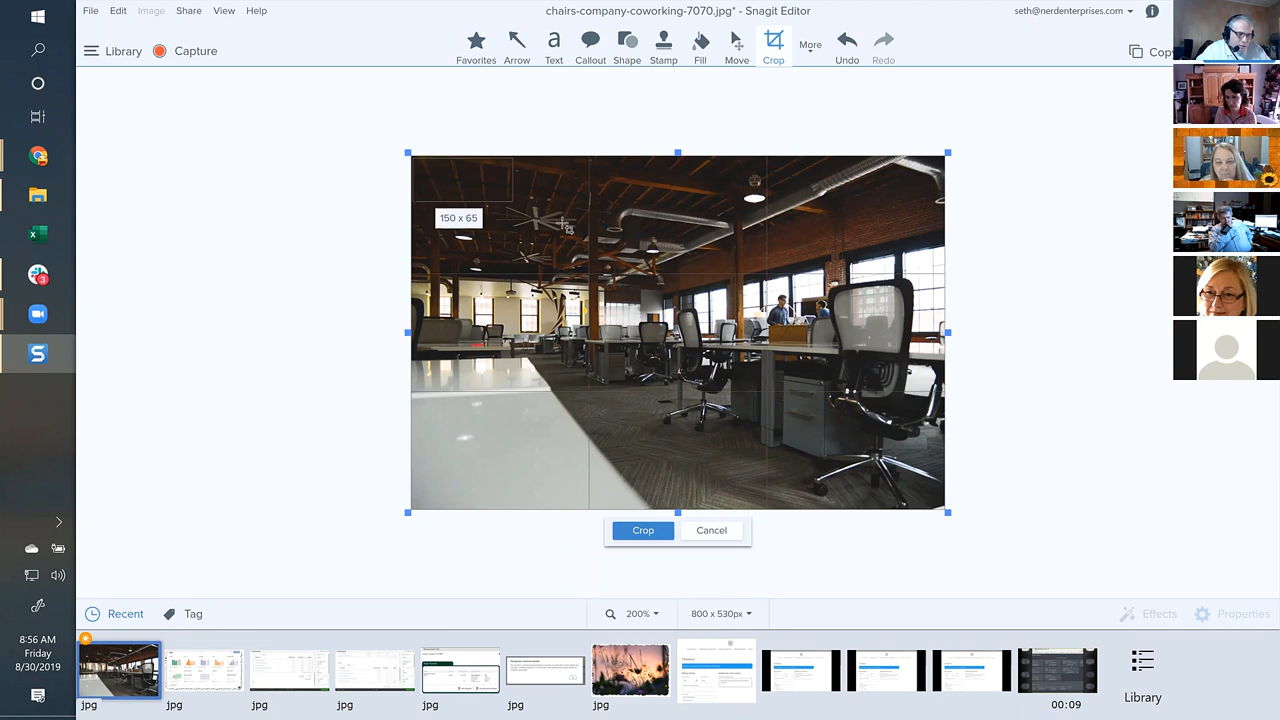 File Edit Image Share View Help
chairs-company-coworking-7070.jpg* - Snagit Editor
seth@nerdenterprises.com
Library Capture
Favorites Arrow Text Callout Shape Stamp Fill Move Crop More Undo Redo
Copy
150 x 65
Crop Cancel
Recent Tag
200% 800 x 530px
Effects Properties
3
8:56 AM
Friday
8/30/2019
jpg jpg jpg jpg jpg jpg
00:09
Library